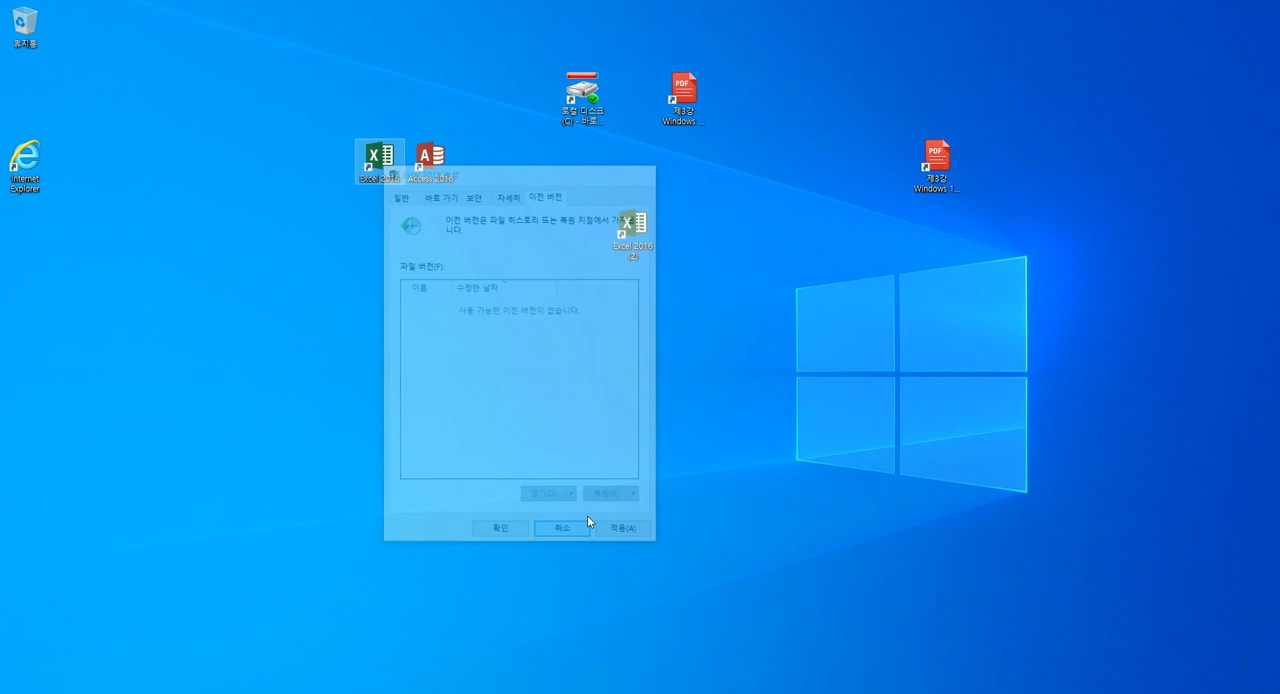 휴지통
로컬 디스크
(C) - 바로...
PDF
제3강
Windows ...
Internet
Explorer
Excel 2016
Access 2016
PDF
제3강
Windows 1...
일반
바로 가기
보안
자세히
이전 버전
이전 버전은 파일 히스토리 또는 복원 지점에서
니다.
Excel 2016
(2)
파일 버전(F):
이름
수정한 날짜
사용 가능한 이전 버전이 없습니다.
확인
취소
적용(A)